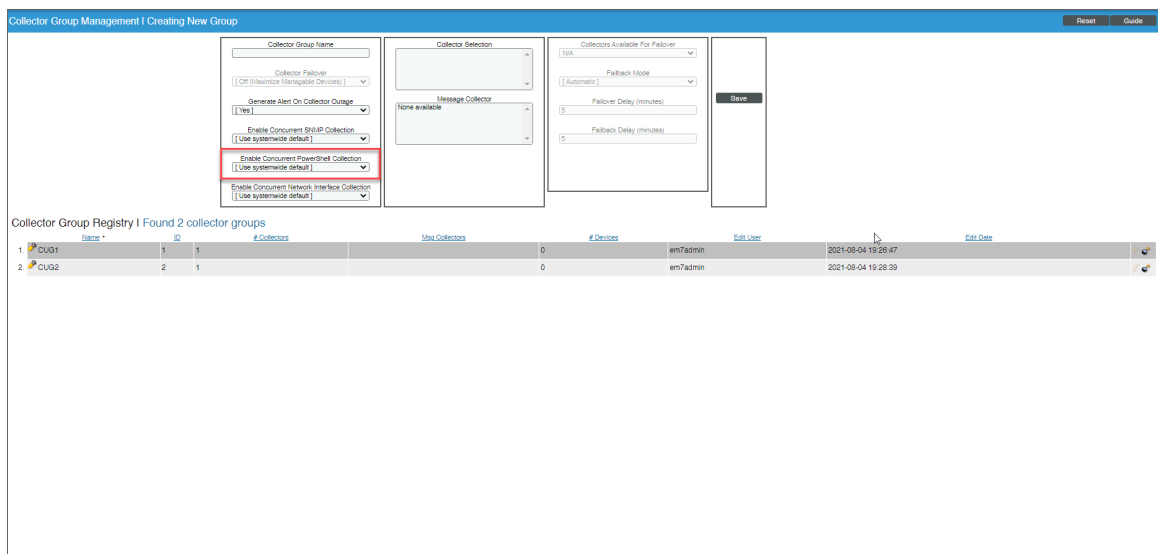 Collector Group Management | Creating New Group
Reset
Guide
Collector Group Name
Collector Failover
[ Off (Maximize Managable Devices) ]
Generate Alert On Collector Outage
[ Yes ]
Enable Concurrent SNMP Collection
[ Use systemwide default ]
Enable Concurrent PowerShell Collection
[ Use systemwide default ]
Enable Concurrent Network Interface Collection
[ Use systemwide default ]
Collector Selection
Message Collector
None available
Collectors Available For Failover
N/A
Failback Mode
[ Automatic ]
Failover Delay (minutes)
5
Failback Delay (minutes)
5
Save
Collector Group Registry | Found 2 collector groups
Name • ID # Collectors Msg Collectors # Devices Edit User Edit Date
1. CUG1 1 1 0 em7admin 2021-08-04 19:26:47
2. CUG2 2 1 0 em7admin 2021-08-04 19:28:39